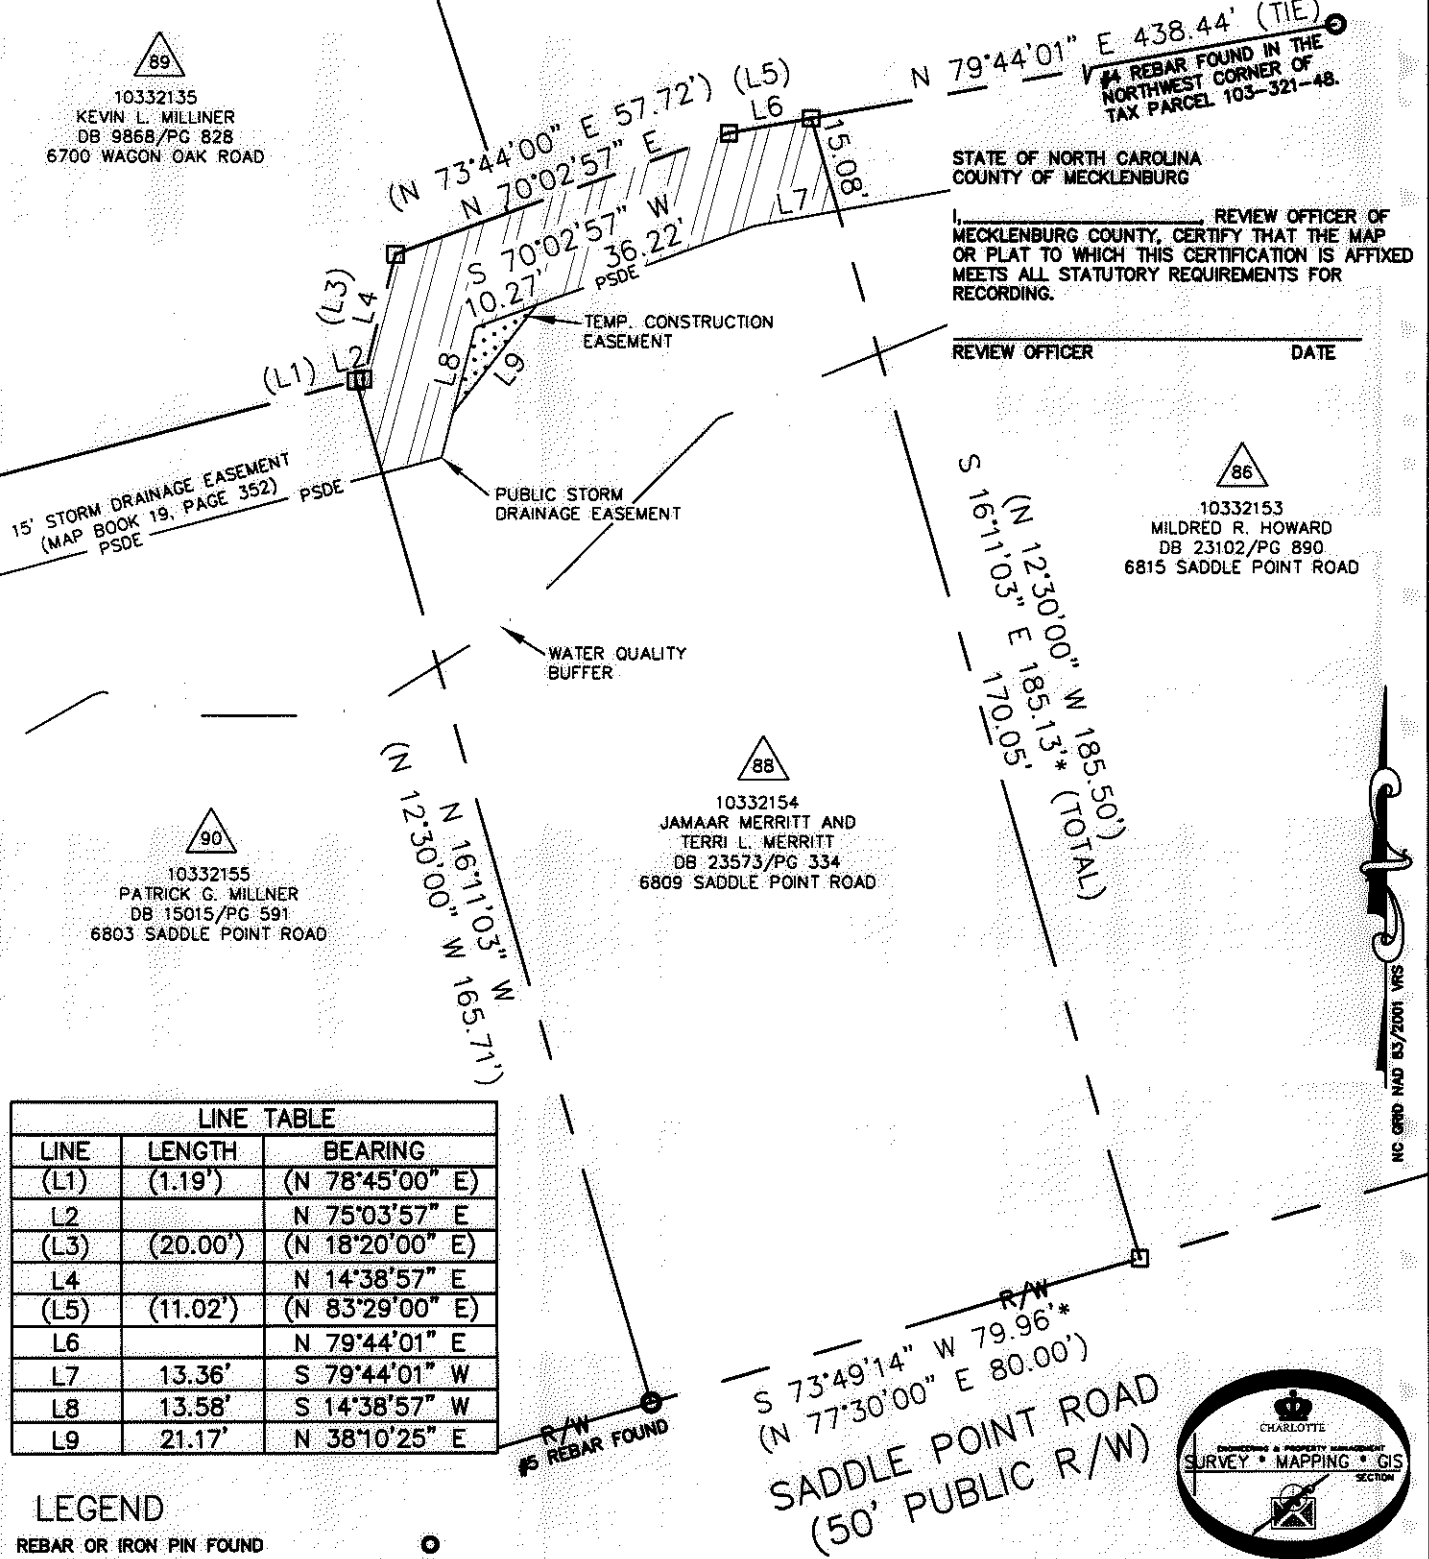 89
10332135
KEVIN L. MILLINER
DB 9868/PG 828
6700 WAGON OAK ROAD
(N 73°44'00" E 57.72') (L5)
N 70°02'57" E
L6
N 79°44'01" E 438.44' (TIE)
#4 REBAR FOUND IN THE
NORTHWEST CORNER OF
TAX PARCEL 103-321-48.
15.08'
L7
S 70°02'57" W
36.22'
10.27'
PSDE
(L3)
L4
(L1) L2
L8
L9
TEMP. CONSTRUCTION
EASEMENT
STATE OF NORTH CAROLINA
COUNTY OF MECKLENBURG
I,____________________, REVIEW OFFICER OF
MECKLENBURG COUNTY, CERTIFY THAT THE MAP
OR PLAT TO WHICH THIS CERTIFICATION IS AFFIXED
MEETS ALL STATUTORY REQUIREMENTS FOR
RECORDING.
REVIEW OFFICER DATE
15' STORM DRAINAGE EASEMENT
(MAP BOOK 19, PAGE 352)
PSDE
PSDE
PUBLIC STORM
DRAINAGE EASEMENT
WATER QUALITY
BUFFER
86
10332153
MILDRED R. HOWARD
DB 23102/PG 890
6815 SADDLE POINT ROAD
(N 12°30'00" W 185.50')
S 16°11'03" E 185.13'* (TOTAL)
170.05'
88
10332154
JAMAAR MERRITT AND
TERRI L. MERRITT
DB 23573/PG 334
6809 SADDLE POINT ROAD
90
10332155
PATRICK G. MILLNER
DB 15015/PG 591
6803 SADDLE POINT ROAD
N 16°11'03" W
(N 12°30'00" W 165.71')
NC GRID NAD 83/2001 VRS
LINE TABLE
LINE LENGTH BEARING
(L1) (1.19') (N 78°45'00" E)
L2 N 75°03'57" E
(L3) (20.00') (N 18°20'00" E)
L4 N 14°38'57" E
(L5) (11.02') (N 83°29'00" E)
L6 N 79°44'01" E
L7 13.36' S 79°44'01" W
L8 13.58' S 14°38'57" W
L9 21.17' N 38°10'25" E
R/W
#5 REBAR FOUND
R/W
S 73°49'14" W 79.96'*
(N 77°30'00" E 80.00')
SADDLE POINT ROAD
(50' PUBLIC R/W)
CHARLOTTE
ENGINEERING & PROPERTY MANAGEMENT
SURVEY * MAPPING * GIS
SECTION
LEGEND
REBAR OR IRON PIN FOUND